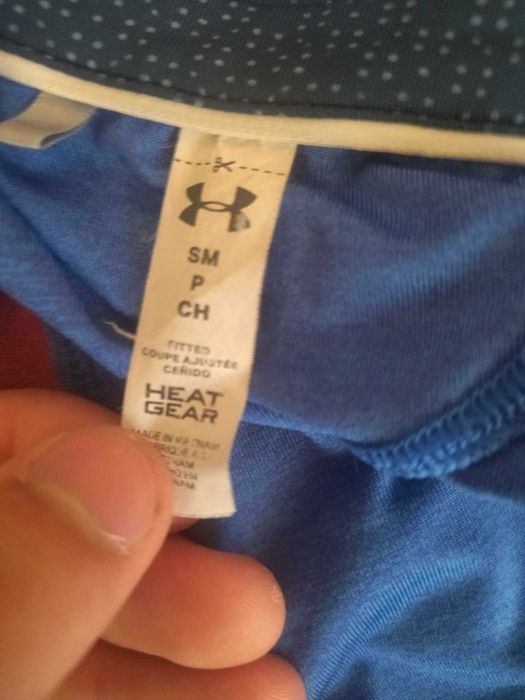 SM
P
CH
FITTED
COUPE AJUSTÉE
CEÑIDO
HEAT
GEAR
MADE IN VIETNAM